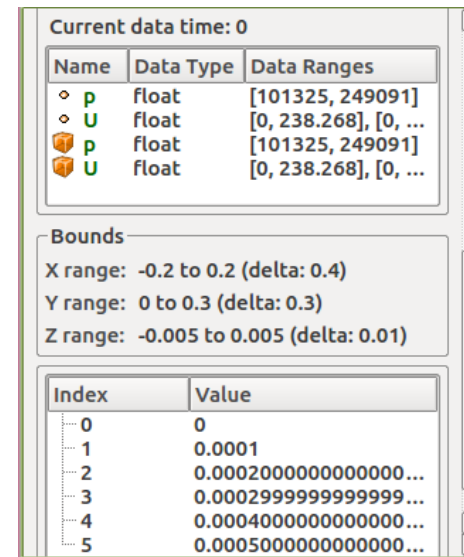 Current data time: 0
Name Data Type Data Ranges
p float [101325, 249091]
U float [0, 238.268], [0, ...
p float [101325, 249091]
U float [0, 238.268], [0, ...
Bounds
X range: -0.2 to 0.2 (delta: 0.4)
Y range: 0 to 0.3 (delta: 0.3)
Z range: -0.005 to 0.005 (delta: 0.01)
Index Value
0 0
1 0.0001
2 0.0002000000000000...
3 0.0002999999999999...
4 0.0004000000000000...
5 0.0005000000000000...